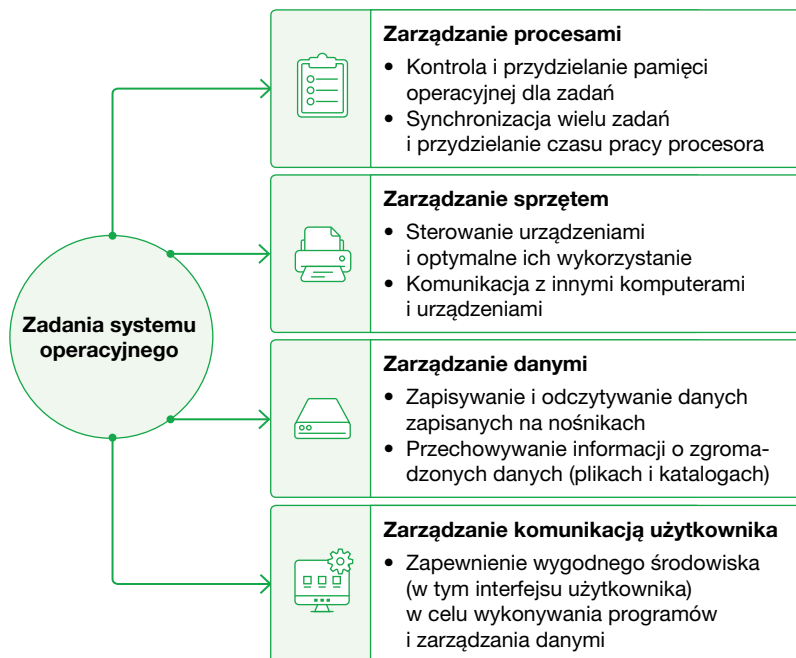 Zadania systemu
operacyjnego
Zarządzanie procesami
• Kontrola i przydzielanie pamięci
operacyjnej dla zadań
• Synchronizacja wielu zadań
i przydzielanie czasu pracy procesora
Zarządzanie sprzętem
• Sterowanie urządzeniami
i optymalne ich wykorzystanie
• Komunikacja z innymi komputerami
i urządzeniami
Zarządzanie danymi
• Zapisywanie i odczytywanie danych
zapisanych na nośnikach
• Przechowywanie informacji o zgroma-
dzonych danych (plikach i katalogach)
Zarządzanie komunikacją użytkownika
• Zapewnienie wygodnego środowiska
(w tym interfejsu użytkownika)
w celu wykonywania programów
i zarządzania danymi